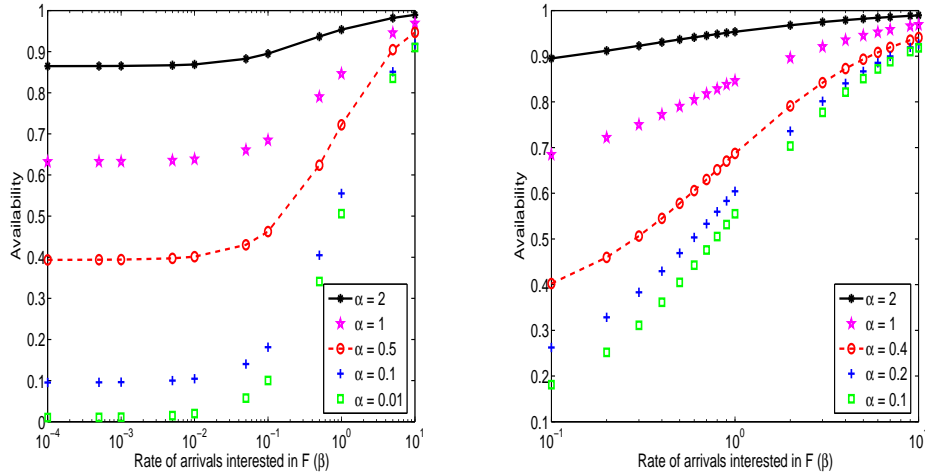 1
0.9
0.8
0.7
0.6
0.5
0.4
0.3
0.2
0.1
0
Availability
10^-4
10^-3
10^-2
10^-1
10^0
10^1
Rate of arrivals interested in F (β)
α = 2
α = 1
α = 0.5
α = 0.1
α = 0.01
1
0.9
0.8
0.7
0.6
0.5
0.4
0.3
0.2
0.1
Availability
10^-1
10^0
10^1
Rate of arrivals interested in F (β)
α = 2
α = 1
α = 0.4
α = 0.2
α = 0.1